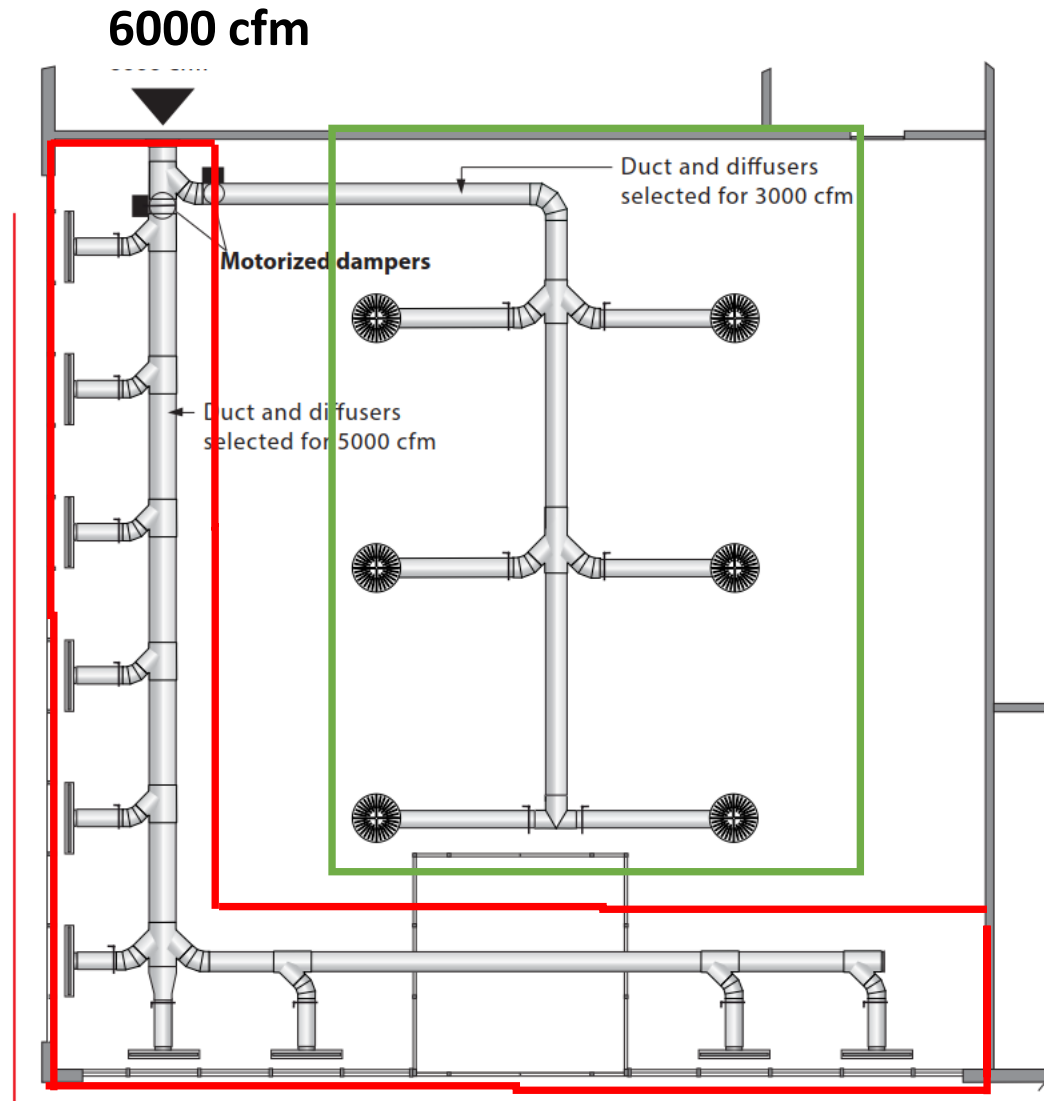 6000 cfm
Duct and diffusers
selected for 3000 cfm
Motorized dampers
Duct and diffusers
selected for 5000 cfm